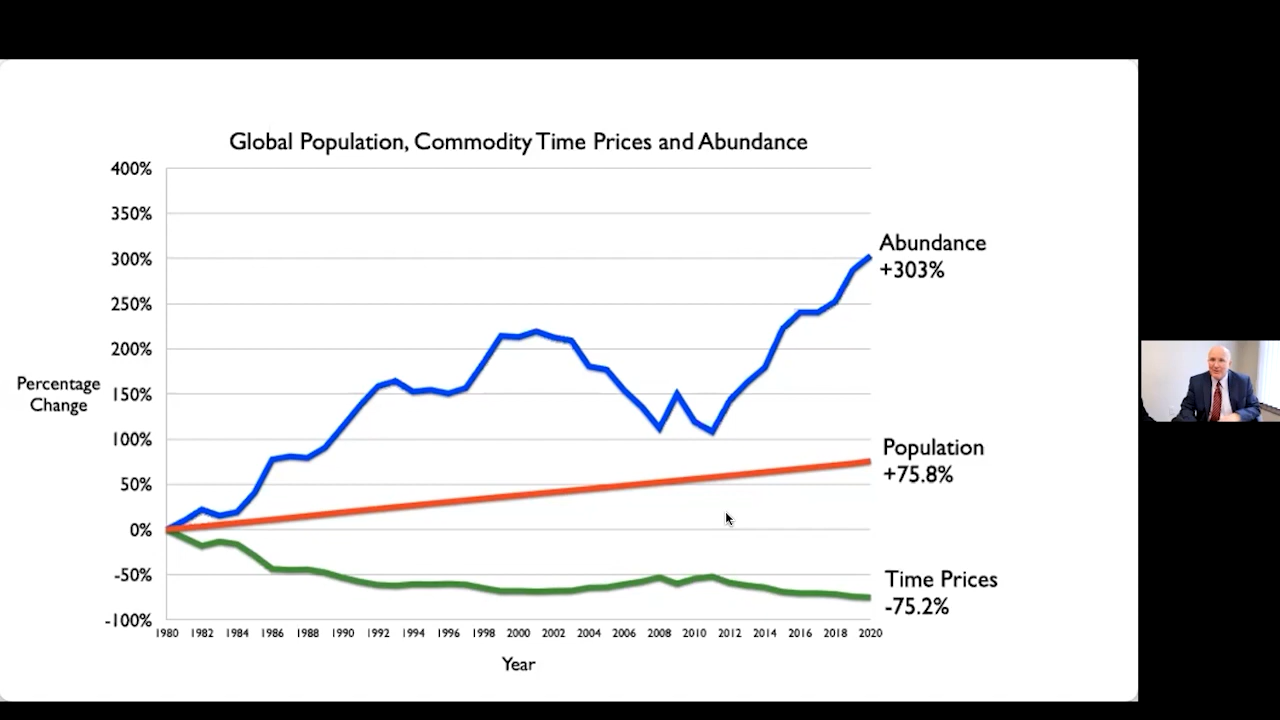 Global Population, Commodity Time Prices and Abundance
400%
350%
300%
250%
200%
150%
100%
50%
0%
-50%
-100%
Percentage
Change
Abundance
+303%
Population
+75.8%
Time Prices
-75.2%
1980 1982 1984 1986 1988 1990 1992 1994 1996 1998 2000 2002 2004 2006 2008 2010 2012 2014 2016 2018 2020
Year